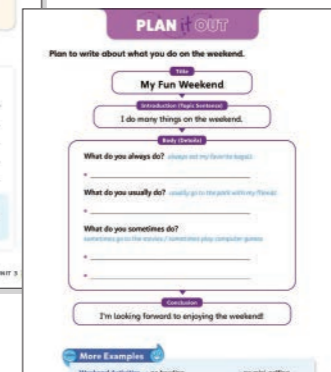 PLAN it OUT
Plan to write about what you do on the weekend.
Title
My Fun Weekend
Introduction (Topic Sentence)
I do many things on the weekend.
Body (Details)
What do you always do? always eat my favorite
What do you usually do? usually go to the park with my friends
What do you sometimes do?
sometimes go to the movies / sometimes play computer games
Conclusion
I'm looking forward to enjoying the weekend!
More Examples